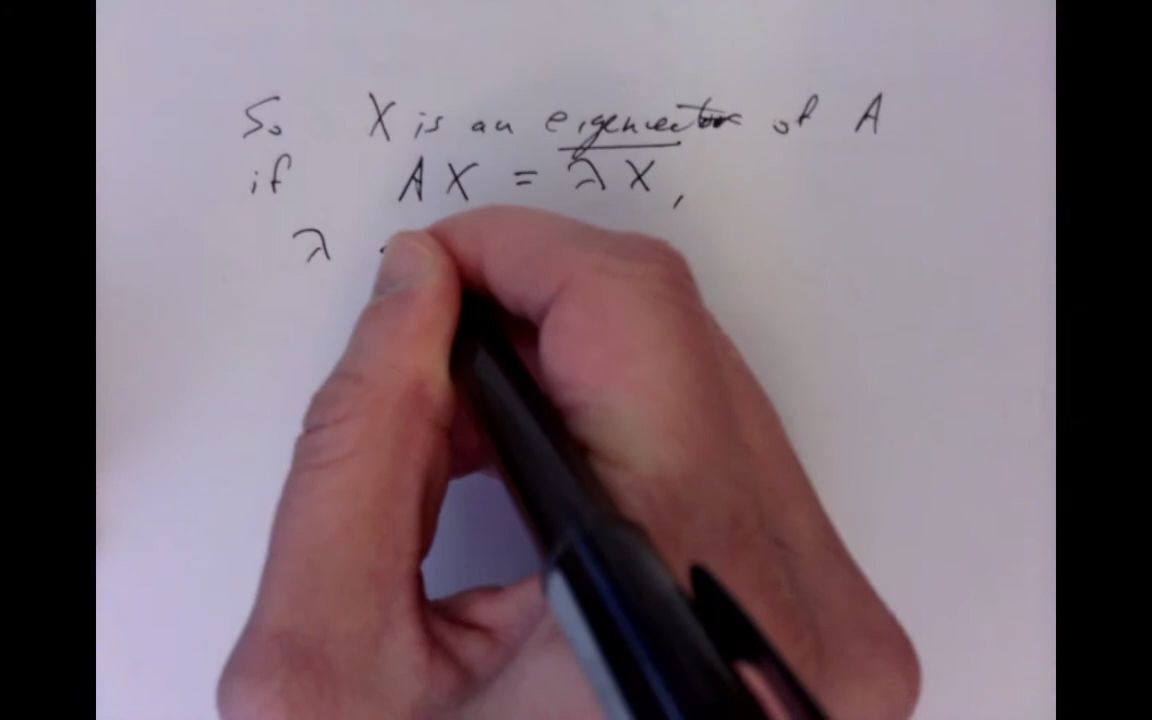 So X is an eigenvector of A
if AX = λX,
λ